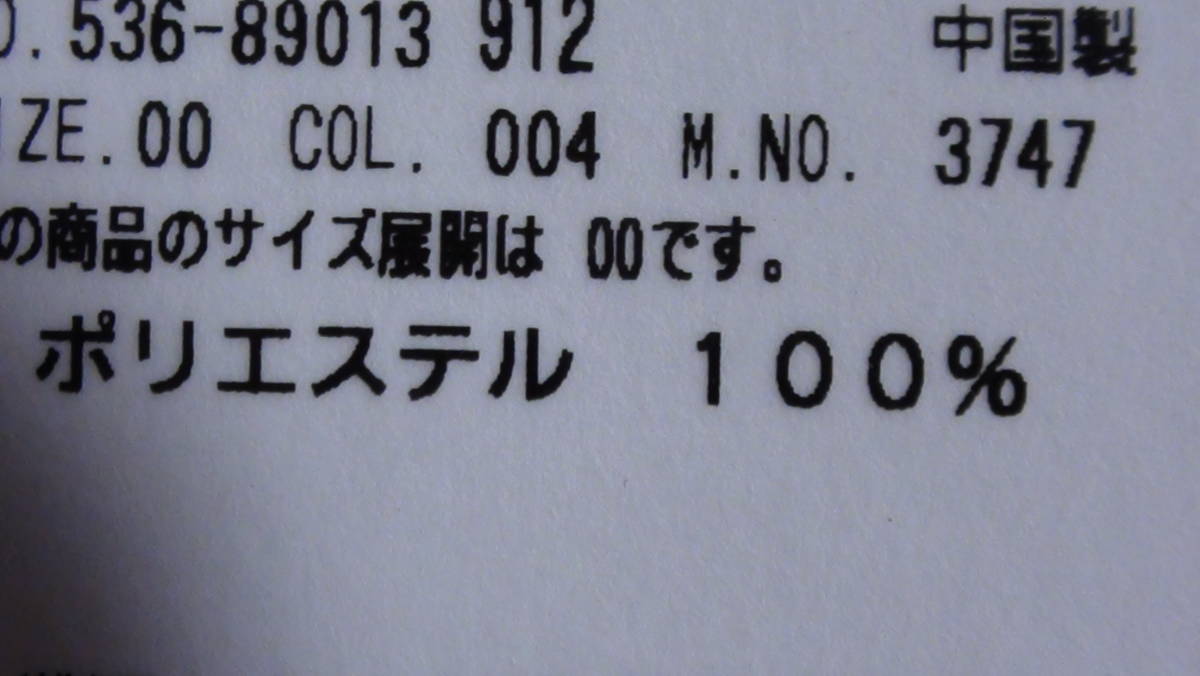 O. 536-89013 912 中国製
IZE. 00 COL. 004 M.NO. 3747
の商品のサイズ展開は 00です。
ポリエステル 100%